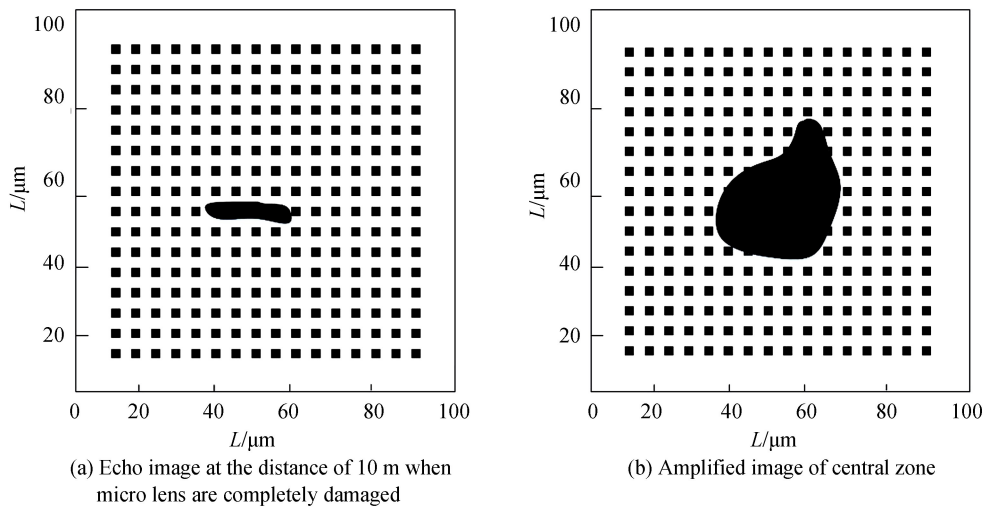 100
80
60
40
20
L/μm
0 20 40 60 80 100
L/μm
(a) Echo image at the distance of 10 m when
micro lens are completely damaged
100
80
60
40
20
L/μm
0 20 40 60 80 100
L/μm
(b) Amplified image of central zone